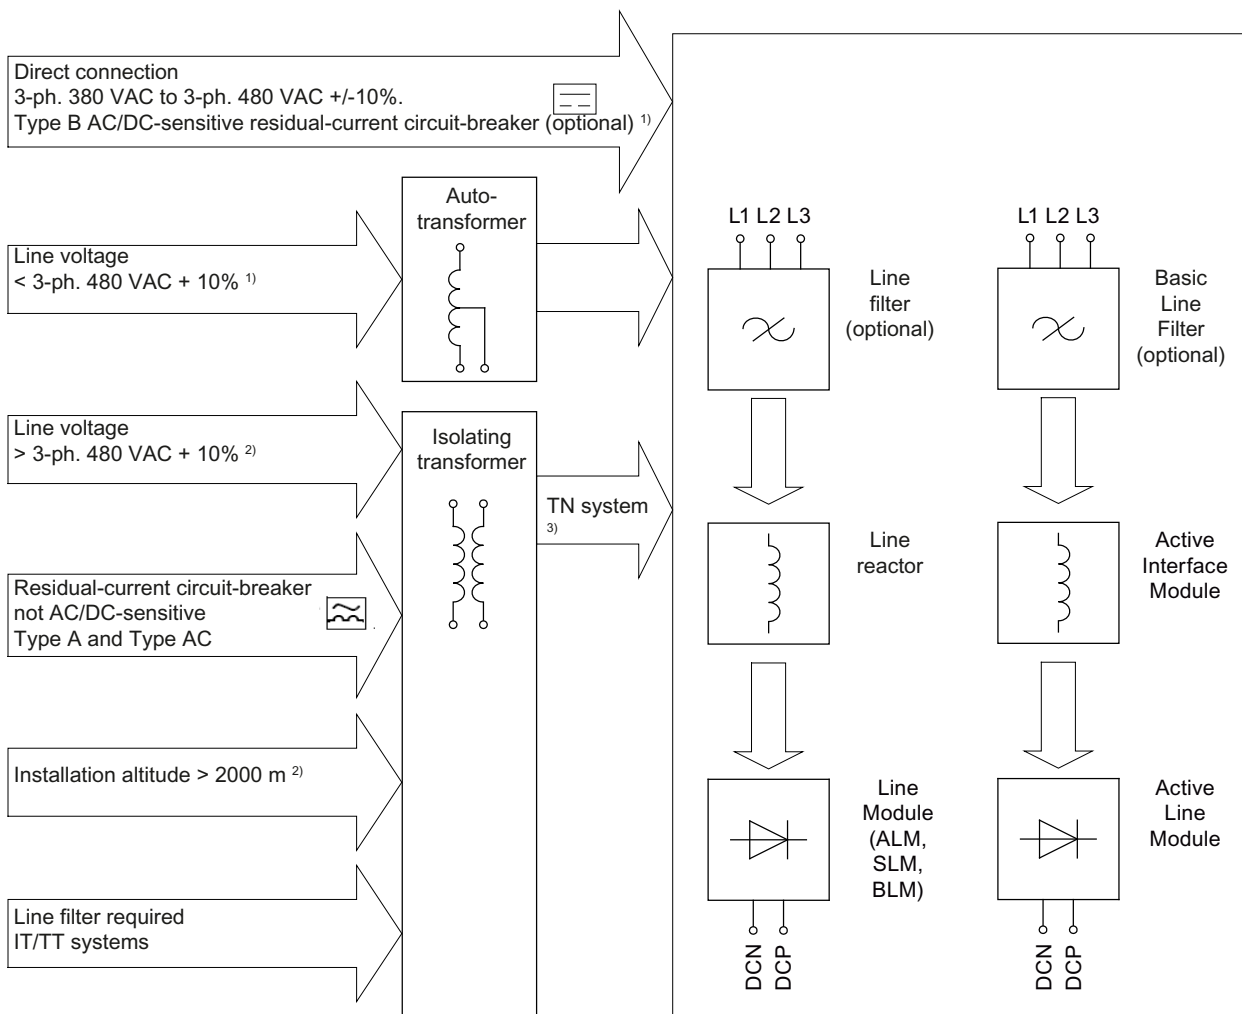 Direct connection
3-ph. 380 VAC to 3-ph. 480 VAC +/-10%.
Type B AC/DC-sensitive residual-current circuit-breaker (optional) 1)
Auto-
transformer
Line voltage
< 3-ph. 480 VAC + 10% 1)
Line voltage
> 3-ph. 480 VAC + 10% 2)
Isolating
transformer
TN system
3)
Residual-current circuit-breaker
not AC/DC-sensitive
Type A and Type AC
Installation altitude > 2000 m 2)
Line filter required
IT/TT systems
L1 L2 L3
Line
filter
(optional)
Line
reactor
Line
Module
(ALM,
SLM,
BLM)
DCN
DCP
L1 L2 L3
Basic
Line
Filter
(optional)
Active
Interface
Module
Active
Line
Module
DCN
DCP